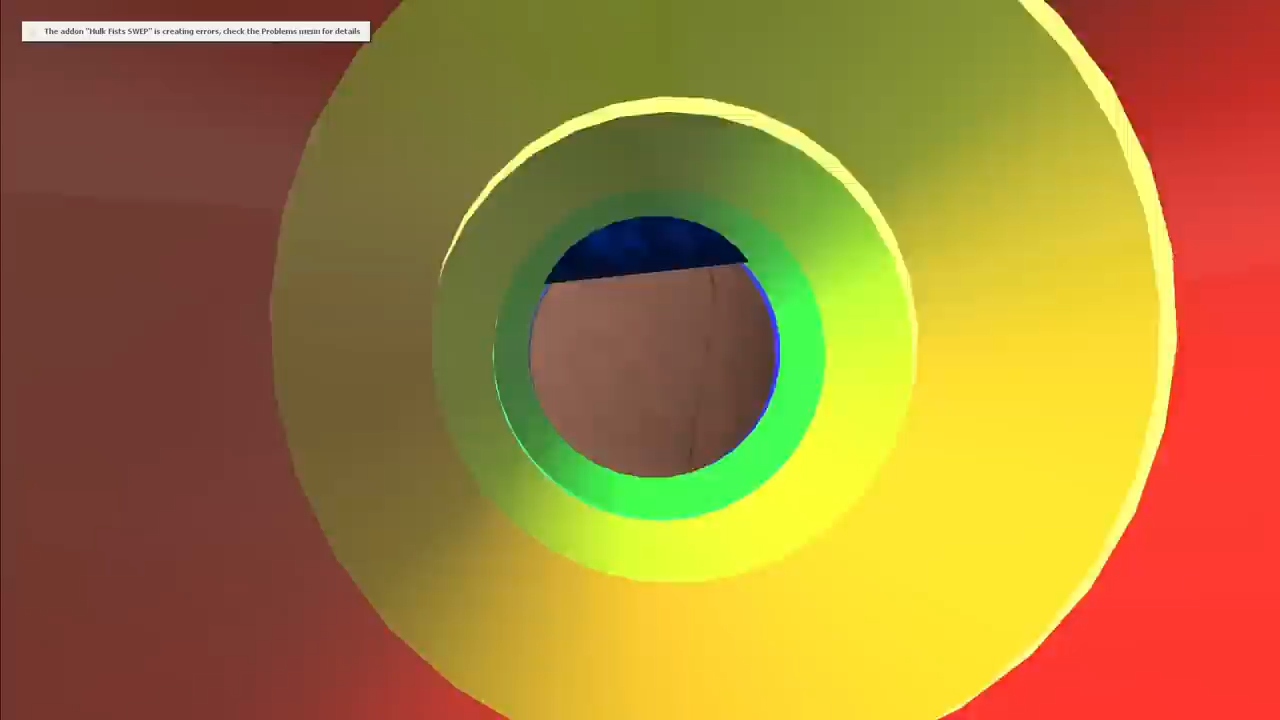 The addon "Hulk Fists SWEP" is creating errors, check the Problems menu for details